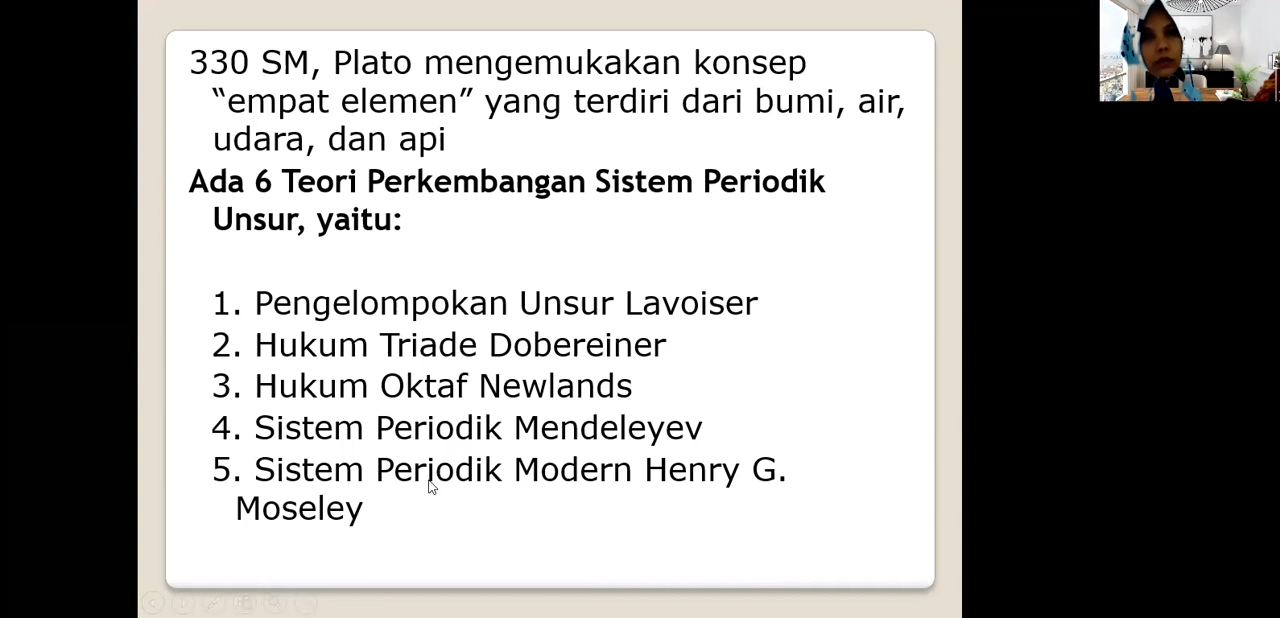 330 SM, Plato mengemukakan konsep
“empat elemen” yang terdiri dari bumi, air,
udara, dan api
Ada 6 Teori Perkembangan Sistem Periodik
Unsur, yaitu:
1. Pengelompokan Unsur Lavoiser
2. Hukum Triade Dobereiner
3. Hukum Oktaf Newlands
4. Sistem Periodik Mendeleyev
5. Sistem Periodik Modern Henry G.
Moseley